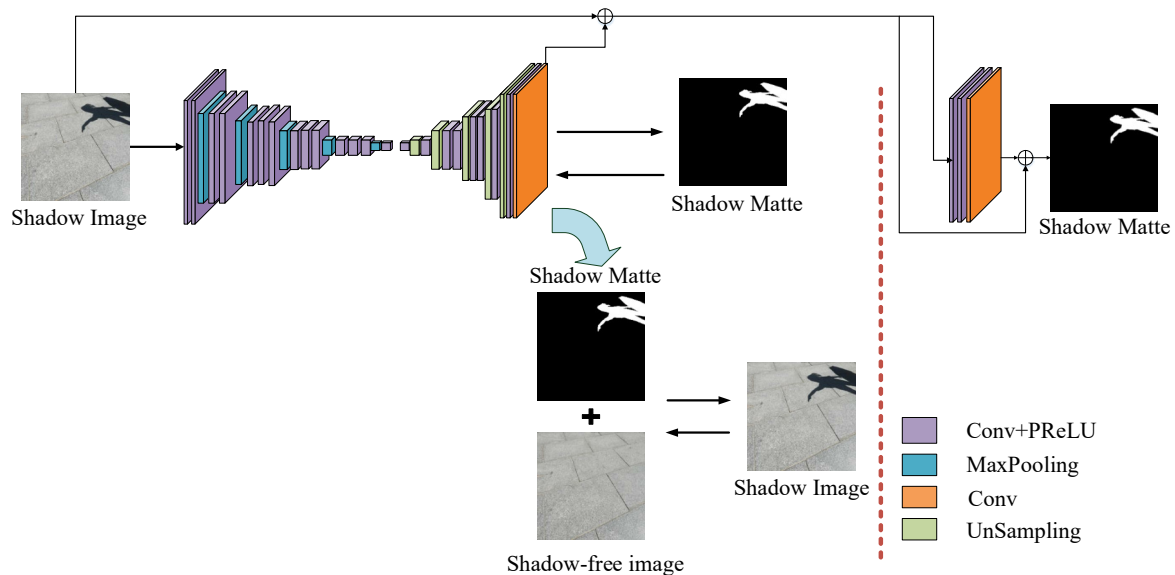 Shadow Image
Shadow Matte
Shadow Matte
Shadow Matte
Shadow Image
Shadow-free image
Conv+PReLU
MaxPooling
Conv
UnSampling